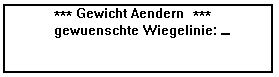 *** Gewicht Aendern  ***
gewuenschte Wiegelinie: _